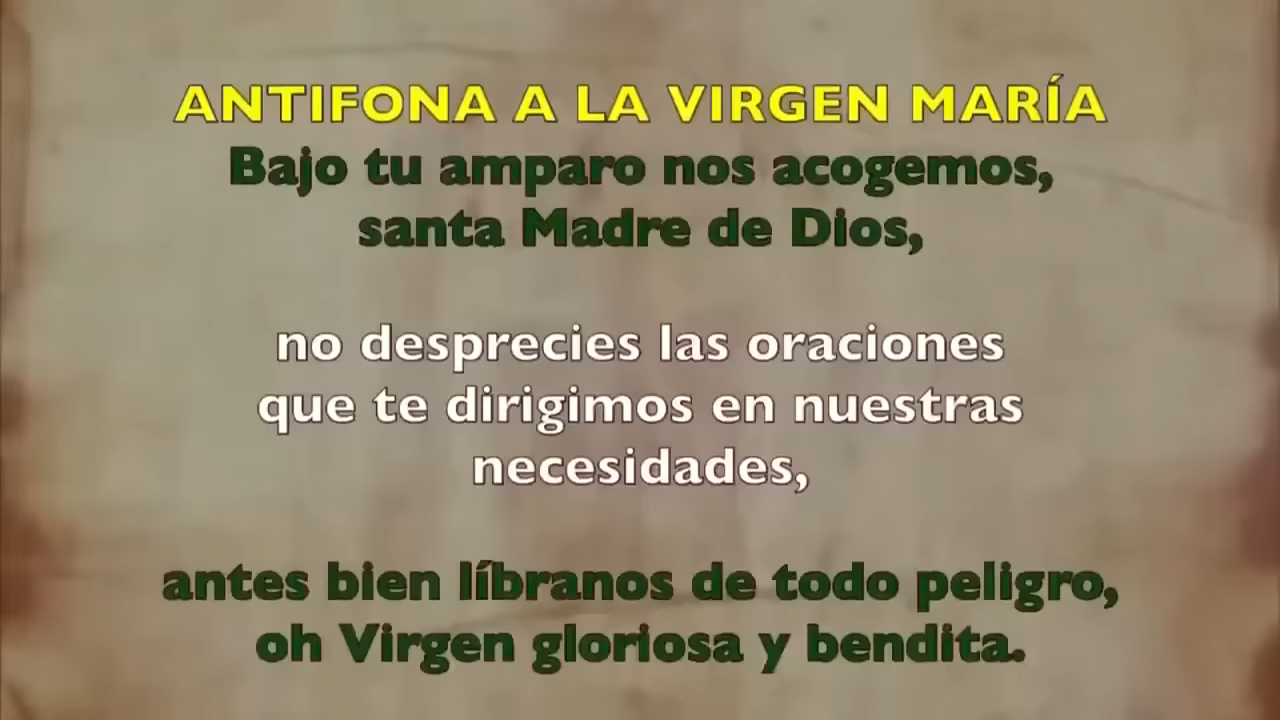 ANTIFONA A LA VIRGEN MARÍA
Bajo tu amparo nos acogemos,
santa Madre de Dios,
no desprecies las oraciones
que te dirigimos en nuestras
necesidades,
antes bien líbranos de todo peligro,
oh Virgen gloriosa y bendita.